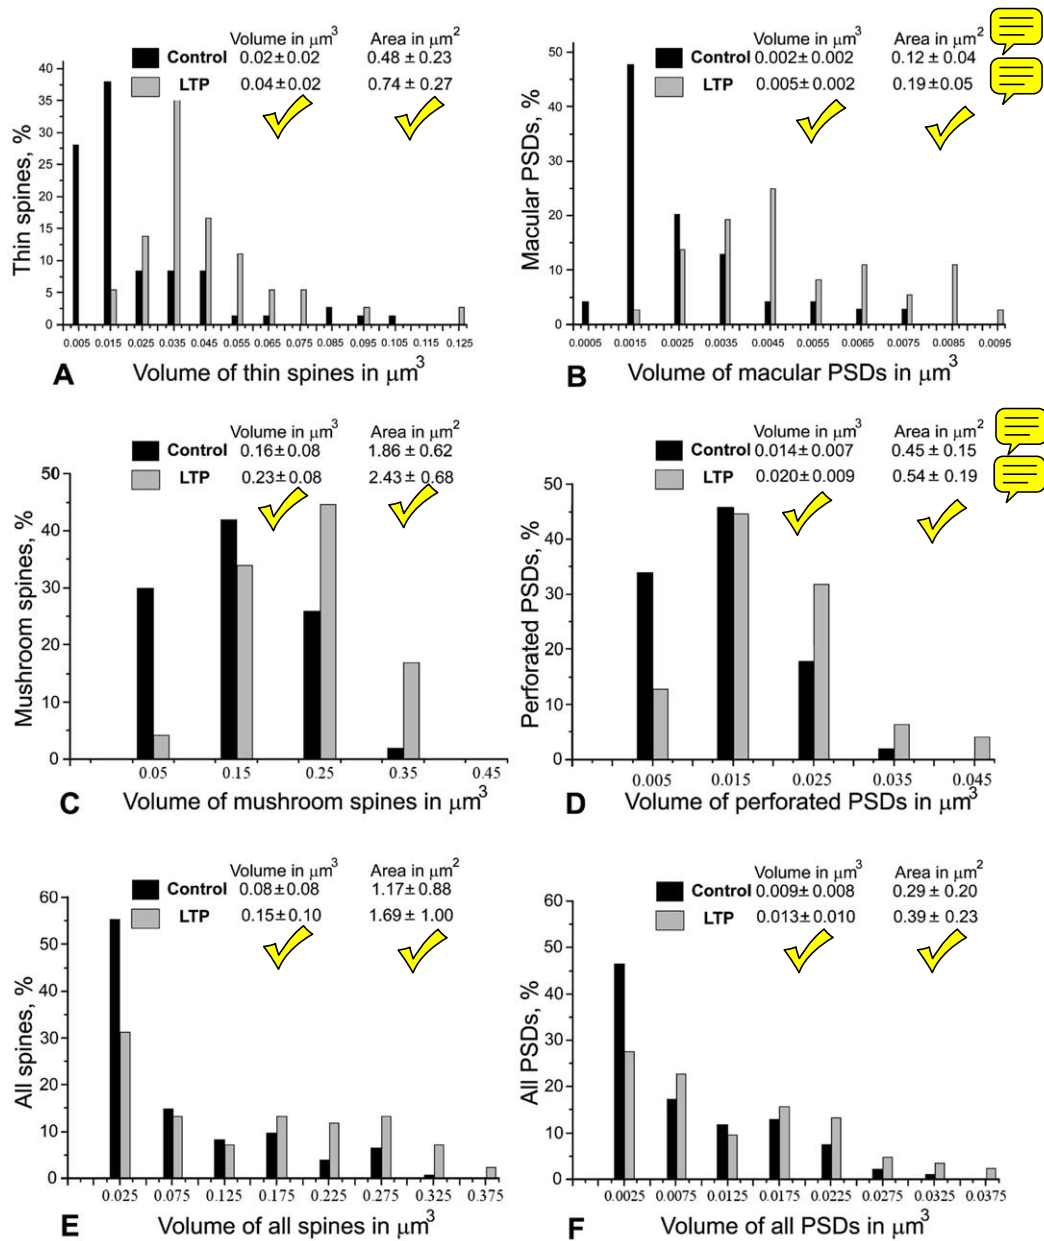 Volume in μm³ Area in μm²
Control 0.02±0.02 0.48 ± 0.23
LTP 0.04±0.02 0.74 ± 0.27
Thin spines, %
40
35
30
25
20
15
10
5
0
0.005 0.015 0.025 0.035 0.045 0.055 0.065 0.075 0.085 0.095 0.105 0.125
A Volume of thin spines in μm³
Volume in μm³ Area in μm²
Control 0.002±0.002 0.12 ± 0.04
LTP 0.005±0.002 0.19±0.05
Macular PSDs, %
50
40
30
20
10
0
0.0005 0.0015 0.0025 0.0035 0.0045 0.0055 0.0065 0.0075 0.0085 0.0095
B Volume of macular PSDs in μm³
Volume in μm³ Area in μm²
Control 0.16±0.08 1.86 ± 0.62
LTP 0.23±0.08 2.43 ± 0.68
Mushroom spines, %
50
40
30
20
10
0
0.05 0.15 0.25 0.35 0.45
C Volume of mushroom spines in μm³
Volume in μm³ Area in μm²
Control 0.014±0.007 0.45 ± 0.15
LTP 0.020±0.009 0.54 ± 0.19
Perforated PSDs, %
50
40
30
20
10
0
0.005 0.015 0.025 0.035 0.045
D Volume of perforated PSDs in μm³
Volume in μm³ Area in μm²
Control 0.08±0.08 1.17± 0.88
LTP 0.15±0.10 1.69 ± 1.00
All spines, %
60
50
40
30
20
10
0
0.025 0.075 0.125 0.175 0.225 0.275 0.325 0.375
E Volume of all spines in μm³
Volume in μm³ Area in μm²
Control 0.009±0.008 0.29 ± 0.20
LTP 0.013±0.010 0.39 ± 0.23
All PSDs, %
60
50
40
30
20
10
0
0.0025 0.0075 0.0125 0.0175 0.0225 0.0275 0.0325 0.0375
F Volume of all PSDs in μm³